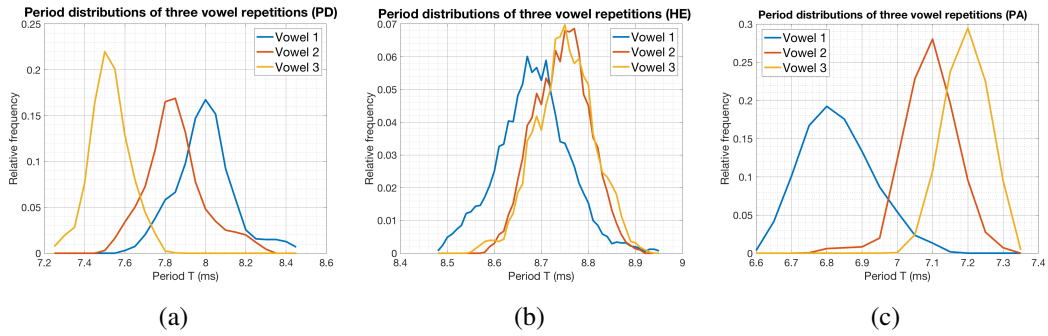 Period distributions of three vowel repetitions (PD)
Relative frequency
0.25
0.2
0.15
0.1
0.05
0
7.2
7.4
7.6
7.8
8
8.2
8.4
8.6
Period T (ms)
Vowel 1
Vowel 2
Vowel 3
(a)
Period distributions of three vowel repetitions (HE)
Relative frequency
0.07
0.06
0.05
0.04
0.03
0.02
0.01
0.00
8.4
8.5
8.6
8.7
8.8
8.9
9
Period T (ms)
Vowel 1
Vowel 2
Vowel 3
(b)
Period distributions of three vowel repetitions (PA)
Relative frequency
0.3
0.25
0.2
0.15
0.1
0.05
0
6.6
6.7
6.8
6.9
7
7.1
7.2
7.3
7.4
Period T (ms)
Vowel 1
Vowel 2
Vowel 3
(c)